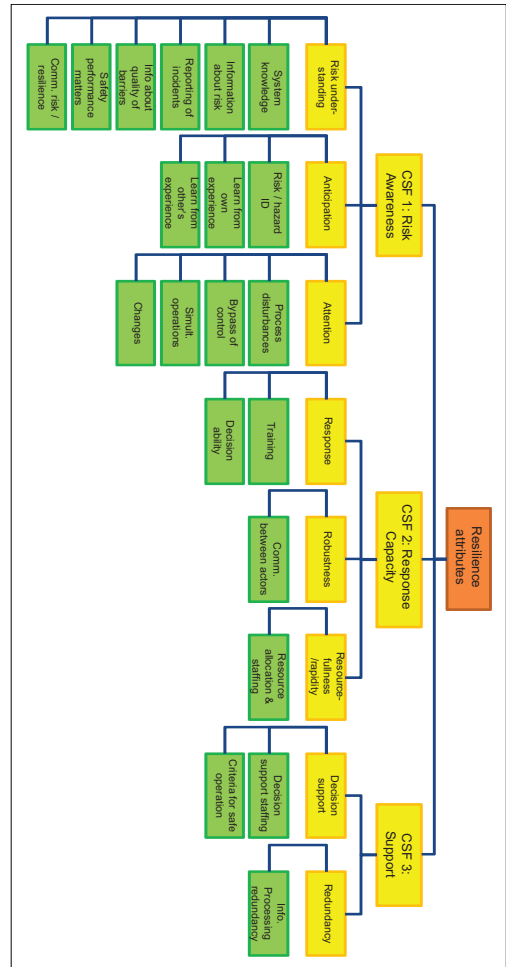 Resilience
attributes
CSF 1: Risk
Awareness
CSF 2: Response
Capacity
CSF 3:
Support
Risk under-
standing
Anticipation
Attention
Response
Robustness
Resource-
fullness
/rapidity
Decision
support
Redundancy
System
knowledge
Information
about risk
Reporting of
incidents
Info about
quality of
barriers
Safety
performance
matters
Comm. risk /
resilience
Risk / hazard
ID
Learn from
own
experience
Learn from
other's
experience
Process
disturbances
Bypass of
control
Simult.
operations
Changes
Training
Decision
ability
Comm.
between actors
Resource
allocation &
staffing
Decision
support staffing
Criteria for safe
operation
Info.
Processing
redundancy